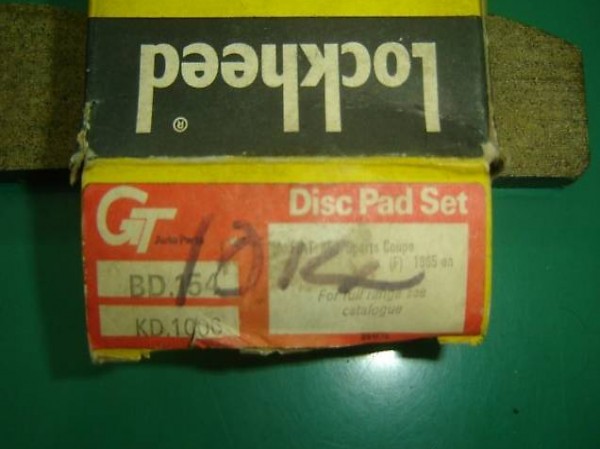 Lockheed
®
GT Auto Parts
Disc Pad Set
BD.154
KD.1006
Sports Coupe
(F) 1965 on
For full range see
catalogue